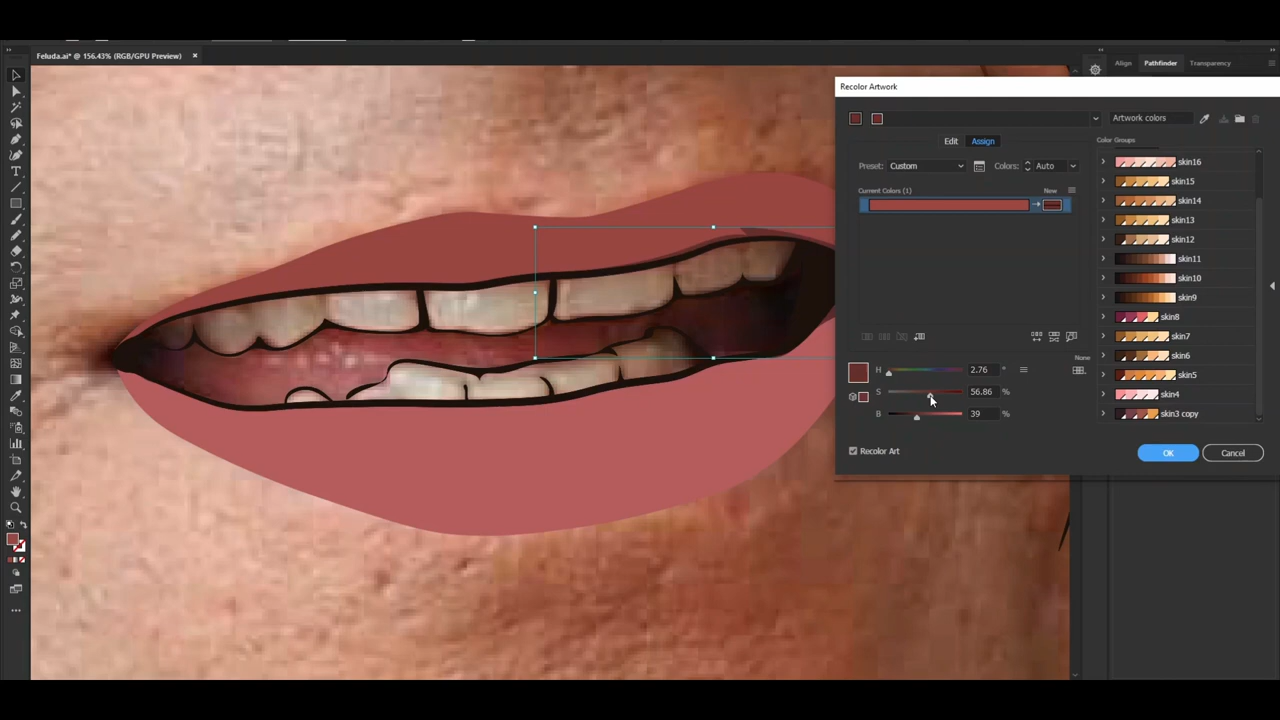 Feluda.ai* @ 156.43% (RGB/GPU Preview) ×
Align Pathfinder Transparency
Recolor Artwork
Artwork colors
Color Groups
Edit Assign
Preset: Custom Colors: Auto
Current Colors (1) New
skin16
skin15
skin14
skin13
skin12
skin11
skin10
skin9
skin8
skin7
skin6
skin5
skin4
skin3 copy
None
H 2.76 °
S 56.86 %
B 39 %
Recolor Art
OK Cancel